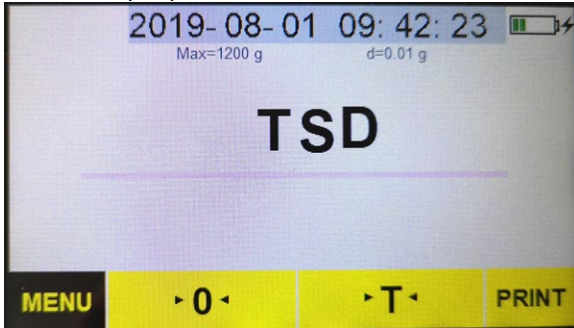 2019-08-01 09:42:23
Max=1200 g d=0.01 g
TSD
MENU ►0◄ ►T◄ PRINT